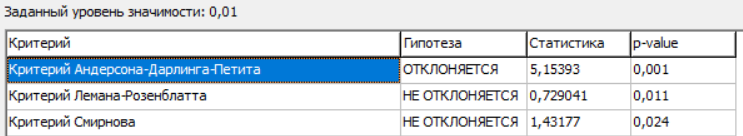 Заданный уровень значимости: 0,01
Критерий Гипотеза Статистика p-value
Критерий Андерсона-Дарлинга-Петита ОТКЛОНЯЕТСЯ 5,15393 0,001
Критерий Лемана-Розенблатта НЕ ОТКЛОНЯЕТСЯ 0,729041 0,011
Критерий Смирнова НЕ ОТКЛОНЯЕТСЯ 1,43177 0,024